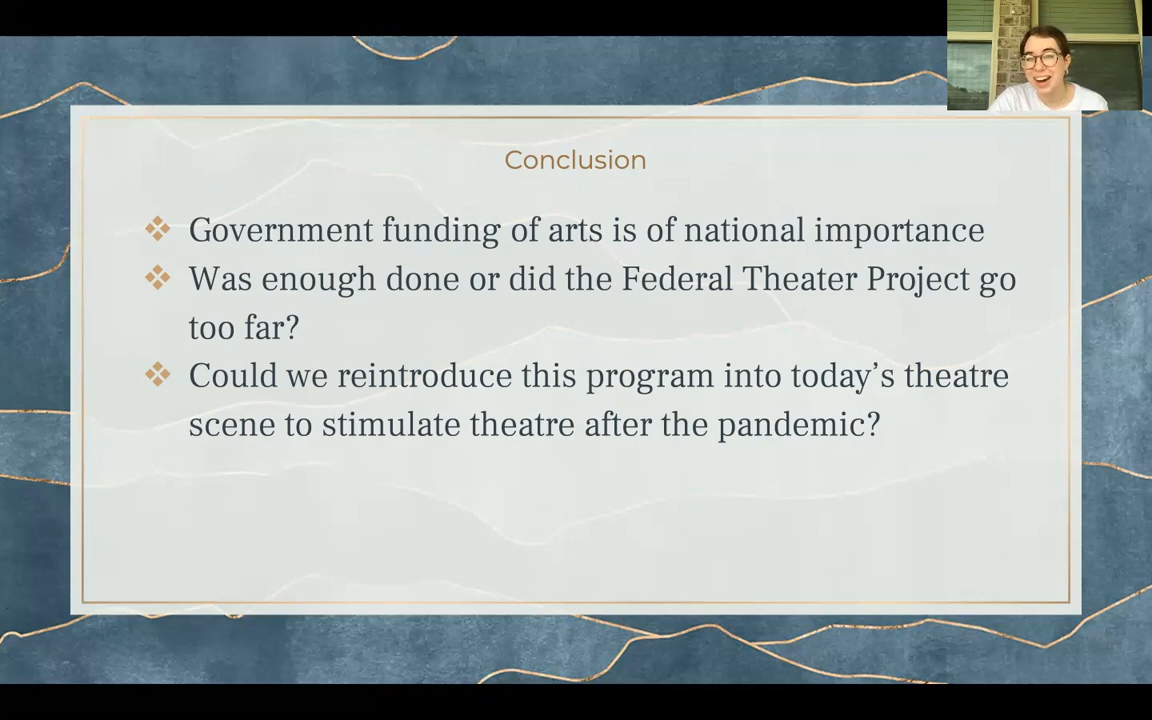 Conclusion
❖ Government funding of arts is of national importance
❖ Was enough done or did the Federal Theater Project go
too far?
❖ Could we reintroduce this program into today’s theatre
scene to stimulate theatre after the pandemic?